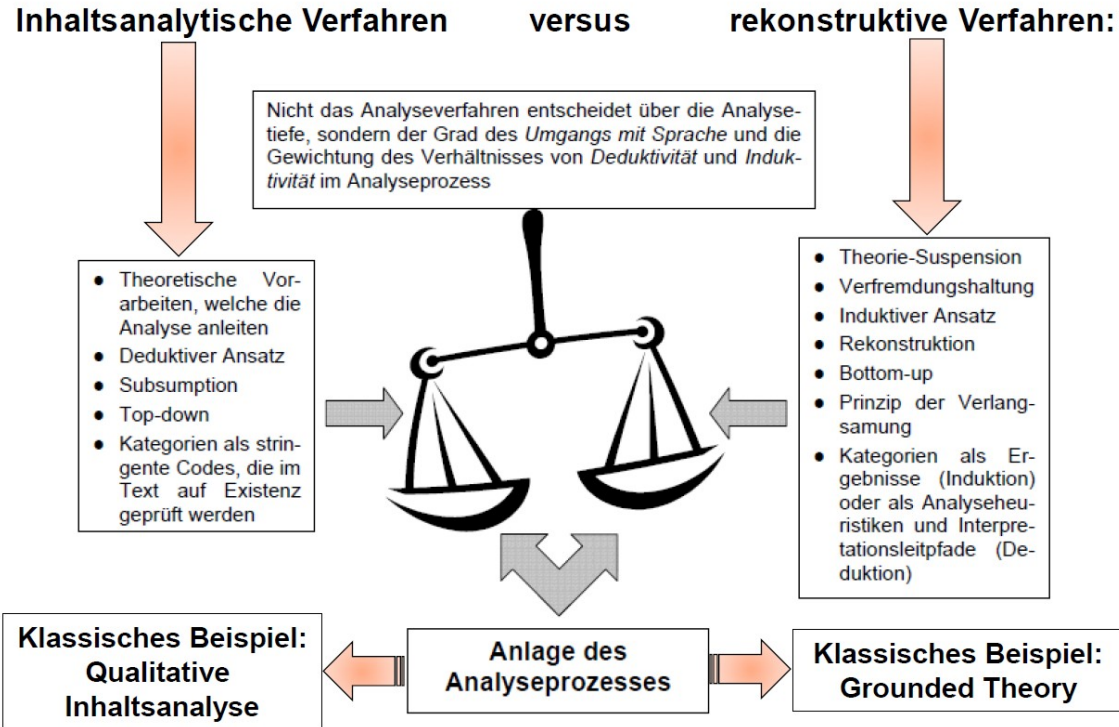 Inhaltsanalytische Verfahren versus rekonstruktive Verfahren:
Nicht das Analyseverfahren entscheidet über die Analyse-
tiefe, sondern der Grad des Umgangs mit Sprache und die
Gewichtung des Verhältnisses von Deduktivität und Induk-
tivität im Analyseprozess
● Theoretische Vor-
arbeiten, welche die
Analyse anleiten
● Deduktiver Ansatz
● Subsumption
● Top-down
● Kategorien als strin-
gente Codes, die im
Text auf Existenz
geprüft werden
● Theorie-Suspension
● Verfremdungshaltung
● Induktiver Ansatz
● Rekonstruktion
● Bottom-up
● Prinzip der Verlang-
samung
● Kategorien als Er-
gebnisse (Induktion)
oder als Analyseheu-
ristiken und Interpre-
tationsleitpfade (De-
duktion)
Klassisches Beispiel:
Qualitative
Inhaltsanalyse
Anlage des
Analyseprozesses
Klassisches Beispiel:
Grounded Theory